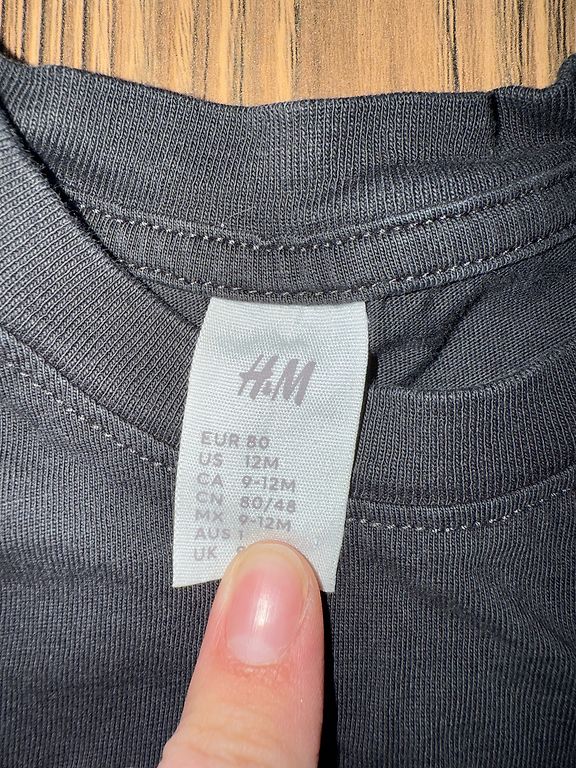 H&M
EUR 80
US 12M
CA 9-12M
CN 80/48
MX 9-12M
AUS 1
UK